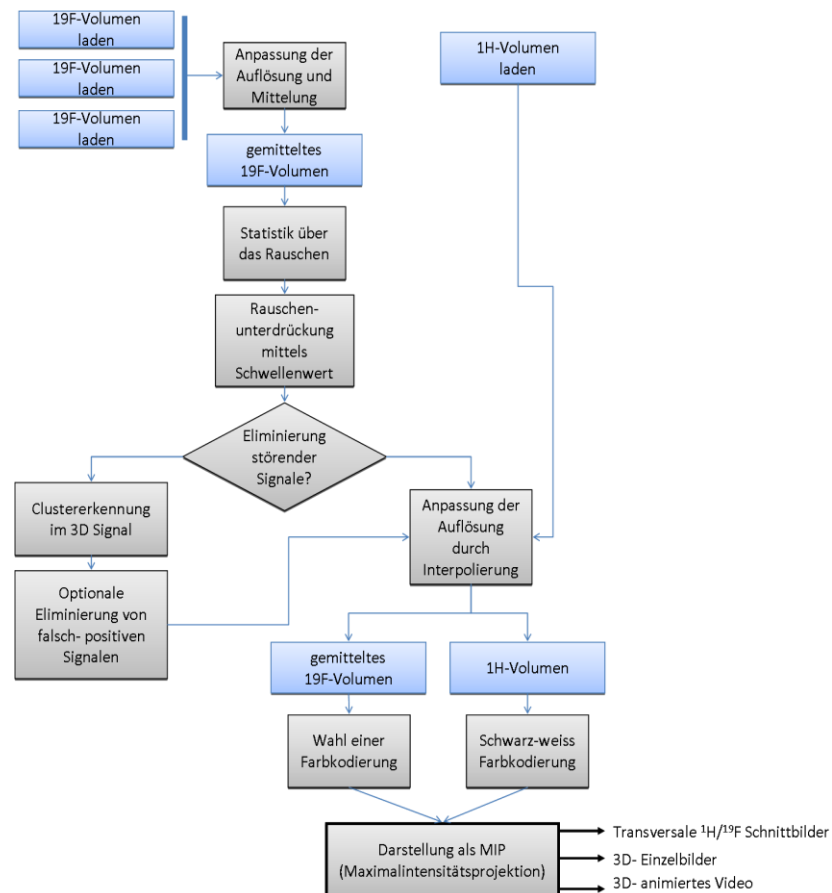 19F-Volumen
laden
19F-Volumen
laden
19F-Volumen
laden
Anpassung der
Auflösung und
Mittelung
1H-Volumen
laden
gemitteltes
19F-Volumen
Statistik über
das Rauschen
Rauschen-
unterdrückung
mittels
Schwellenwert
Eliminierung
störender
Signale?
Clustererkennung
im 3D Signal
Anpassung der
Auflösung
durch
Interpolierung
Optionale
Eliminierung von
falsch- positiven
Signalen
gemitteltes
19F-Volumen
1H-Volumen
Wahl einer
Farbkodierung
Schwarz-weiss
Farbkodierung
Darstellung als MIP
(Maximalintensitätsprojektion)
Transversale ¹H/¹⁹F Schnittbilder
3D- Einzelbilder
3D- animiertes Video